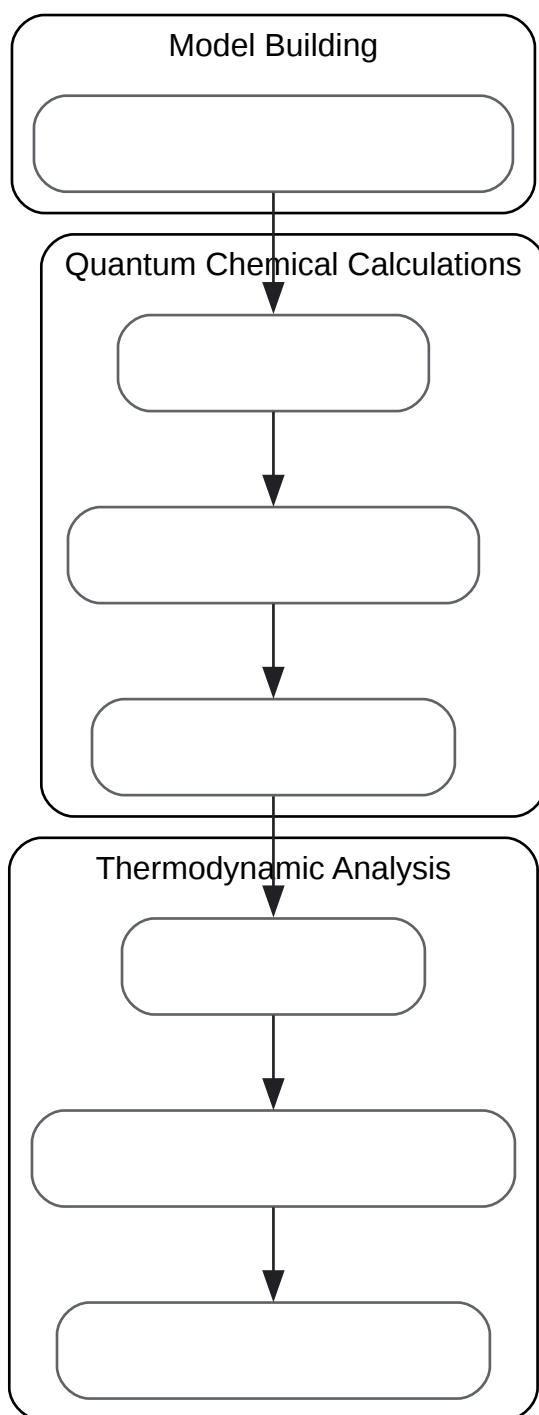 Model Building
Quantum Chemical Calculations
Thermodynamic Analysis